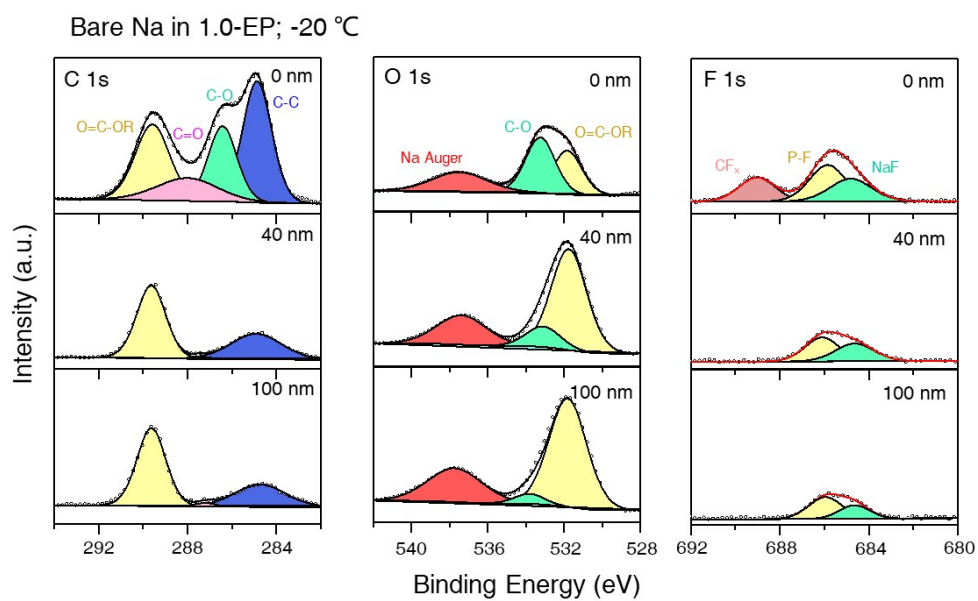 Bare Na in 1.0-EP; -20 ℃
C 1s
0 nm
O=C-OR
C=O
C-O
C-C
40 nm
100 nm
292
288
284
O 1s
0 nm
Na Auger
C-O
O=C-OR
40 nm
100 nm
540
536
532
528
F 1s
0 nm
CFₓ
P-F
NaF
40 nm
100 nm
692
688
684
680
Intensity (a.u.)
Binding Energy (eV)